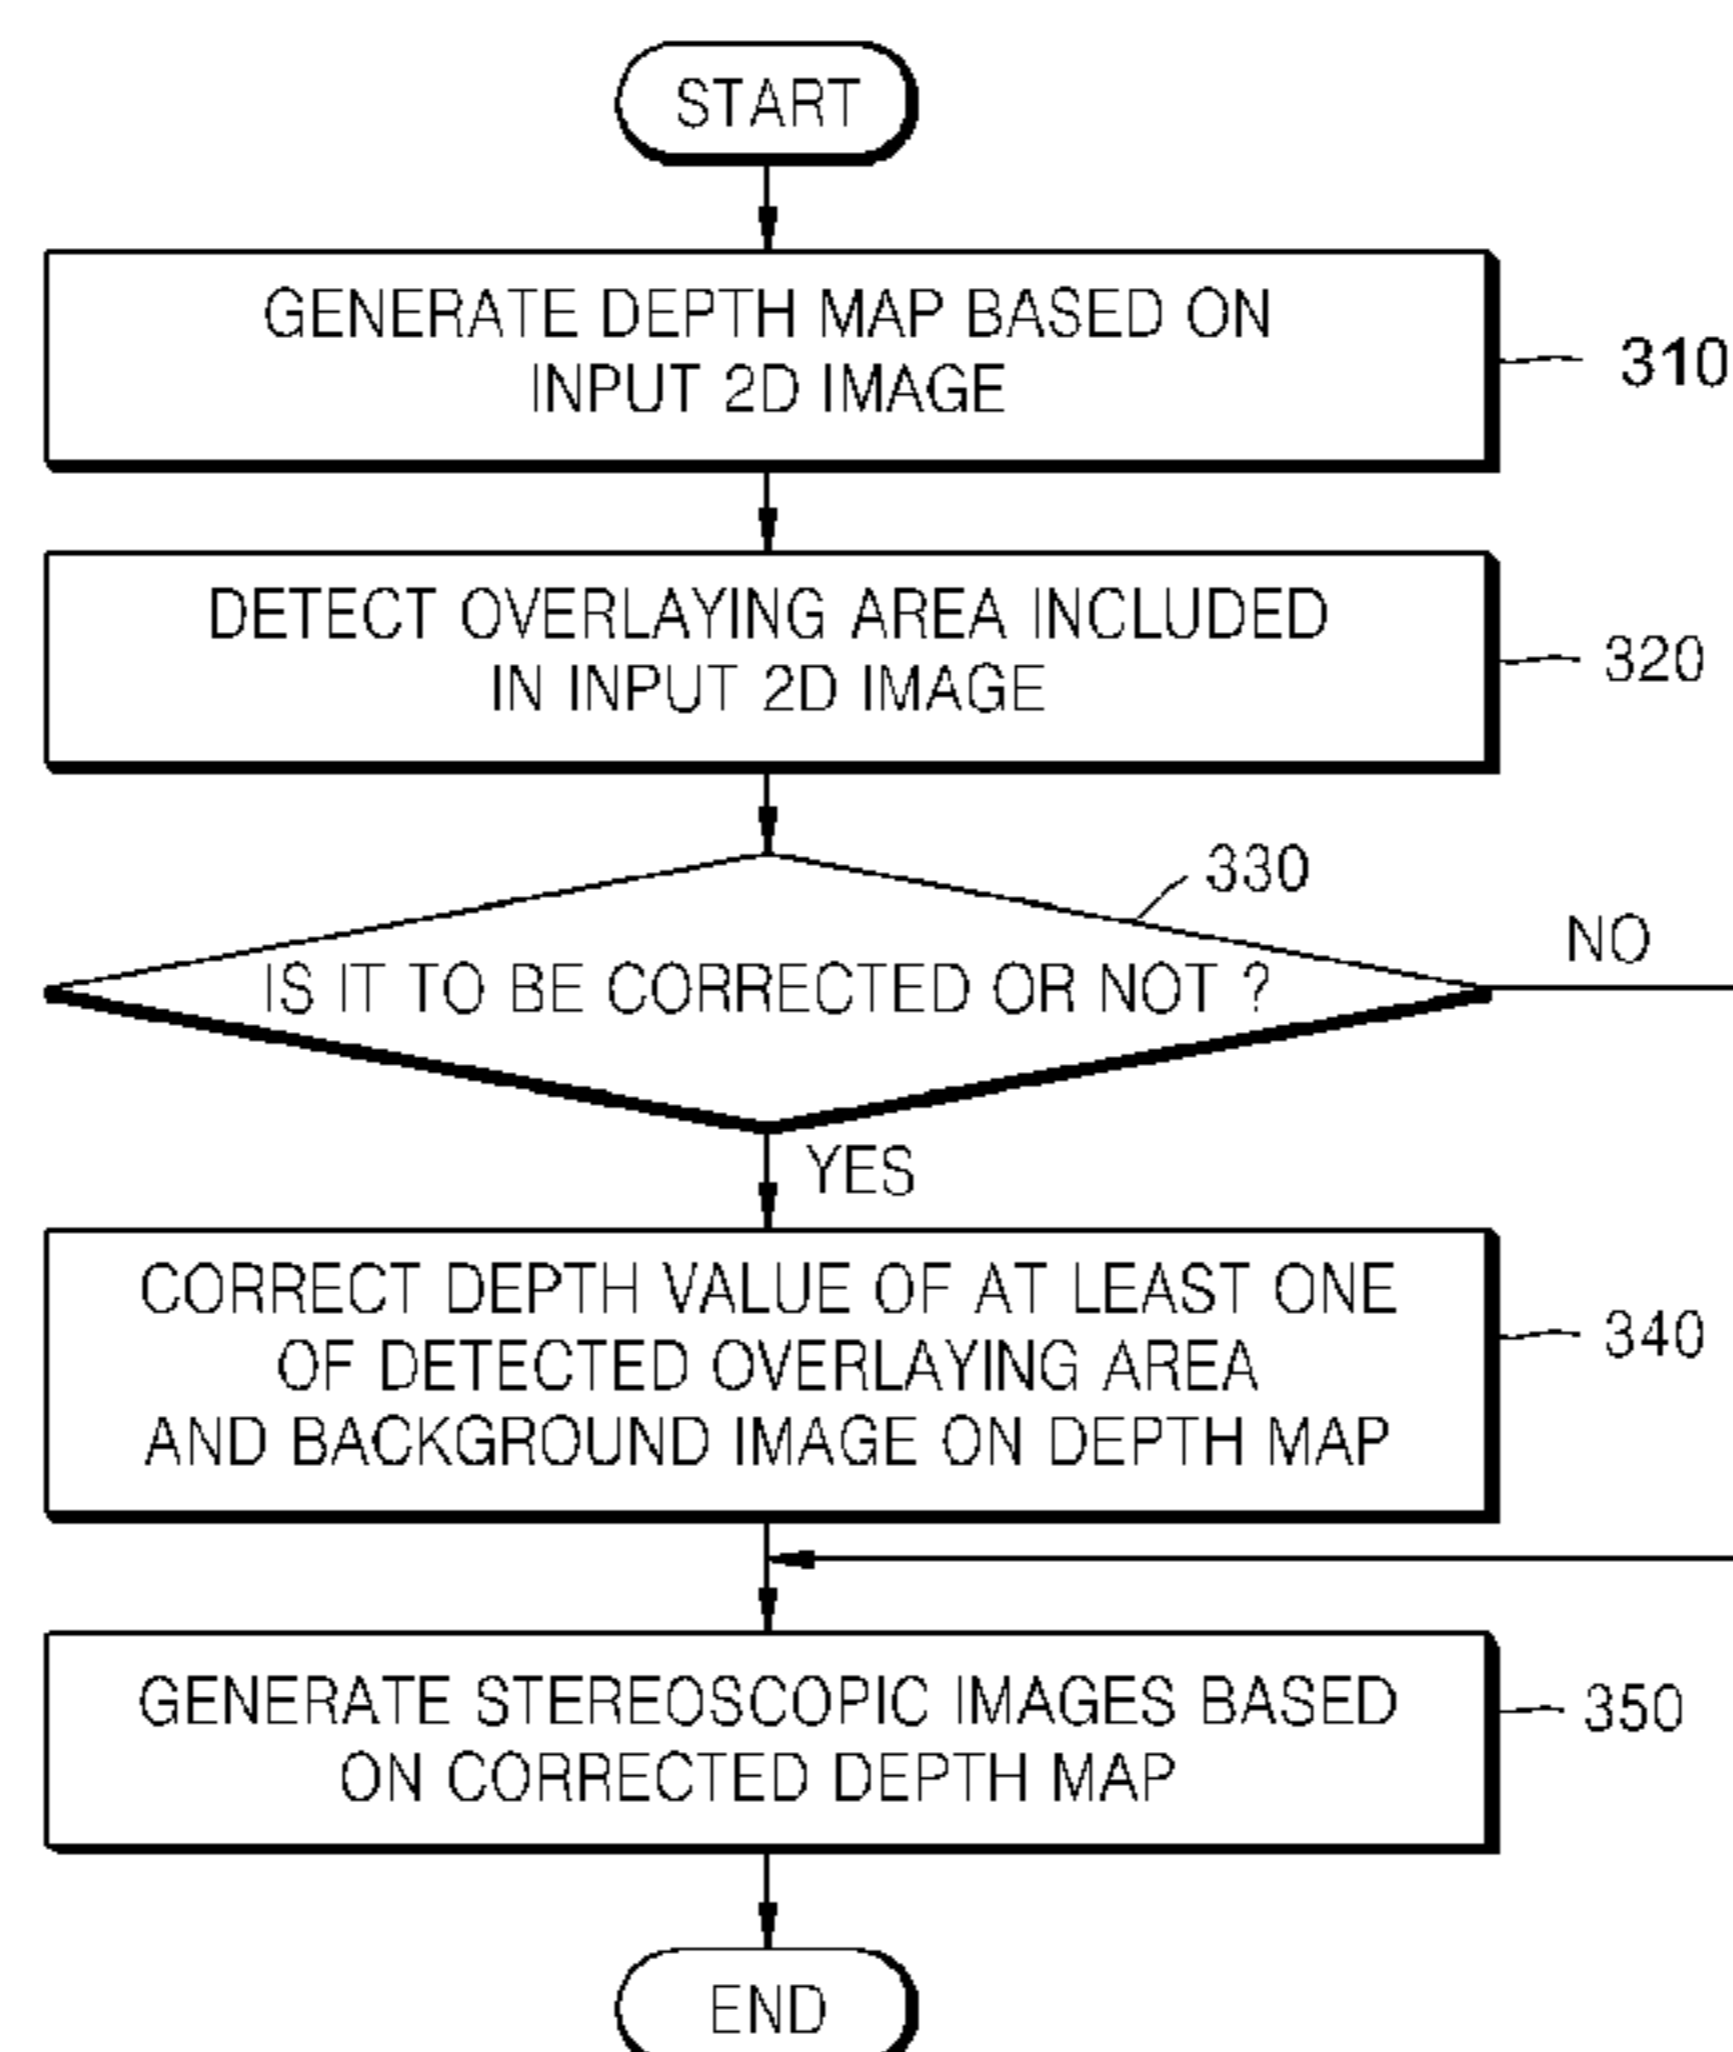 START
GENERATE DEPTH MAP BASED ON
INPUT 2D IMAGE
310
DETECT OVERLAYING AREA INCLUDED
IN INPUT 2D IMAGE
320
330
NO
IS IT TO BE CORRECTED OR NOT ?
YES
CORRECT DEPTH VALUE OF AT LEAST ONE
OF DETECTED OVERLAYING AREA
AND BACKGROUND IMAGE ON DEPTH MAP
340
GENERATE STEREOSCOPIC IMAGES BASED
ON CORRECTED DEPTH MAP
350
END